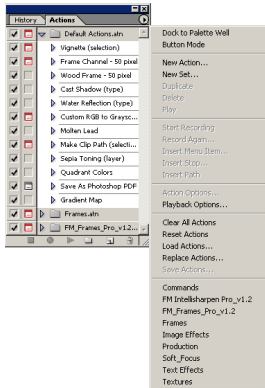 History
Actions
Default Actions.atn
Vignette (selection)
Frame Channel - 50 pixel
Wood Frame - 50 pixel
Cast Shadow (type)
Water Reflection (type)
Custom RGB to Graysc...
Molten Lead
Make Clip Path (selecti...
Sepia Toning (layer)
Quadrant Colors
Save As Photoshop PDF
Gradient Map
Frames.atn
FM_Frames_Pro_v1.2...
Dock to Palette Well
Button Mode
New Action...
New Set...
Duplicate
Delete
Play
Start Recording
Record Again...
Insert Menu Item...
Insert Stop...
Insert Path
Action Options...
Playback Options...
Clear All Actions
Reset Actions
Load Actions...
Replace Actions...
Save Actions...
Commands
FM Intellisharpen Pro_v1.2
FM_Frames_Pro_v1.2
Frames
Image Effects
Production
Soft_Focus
Text Effects
Textures